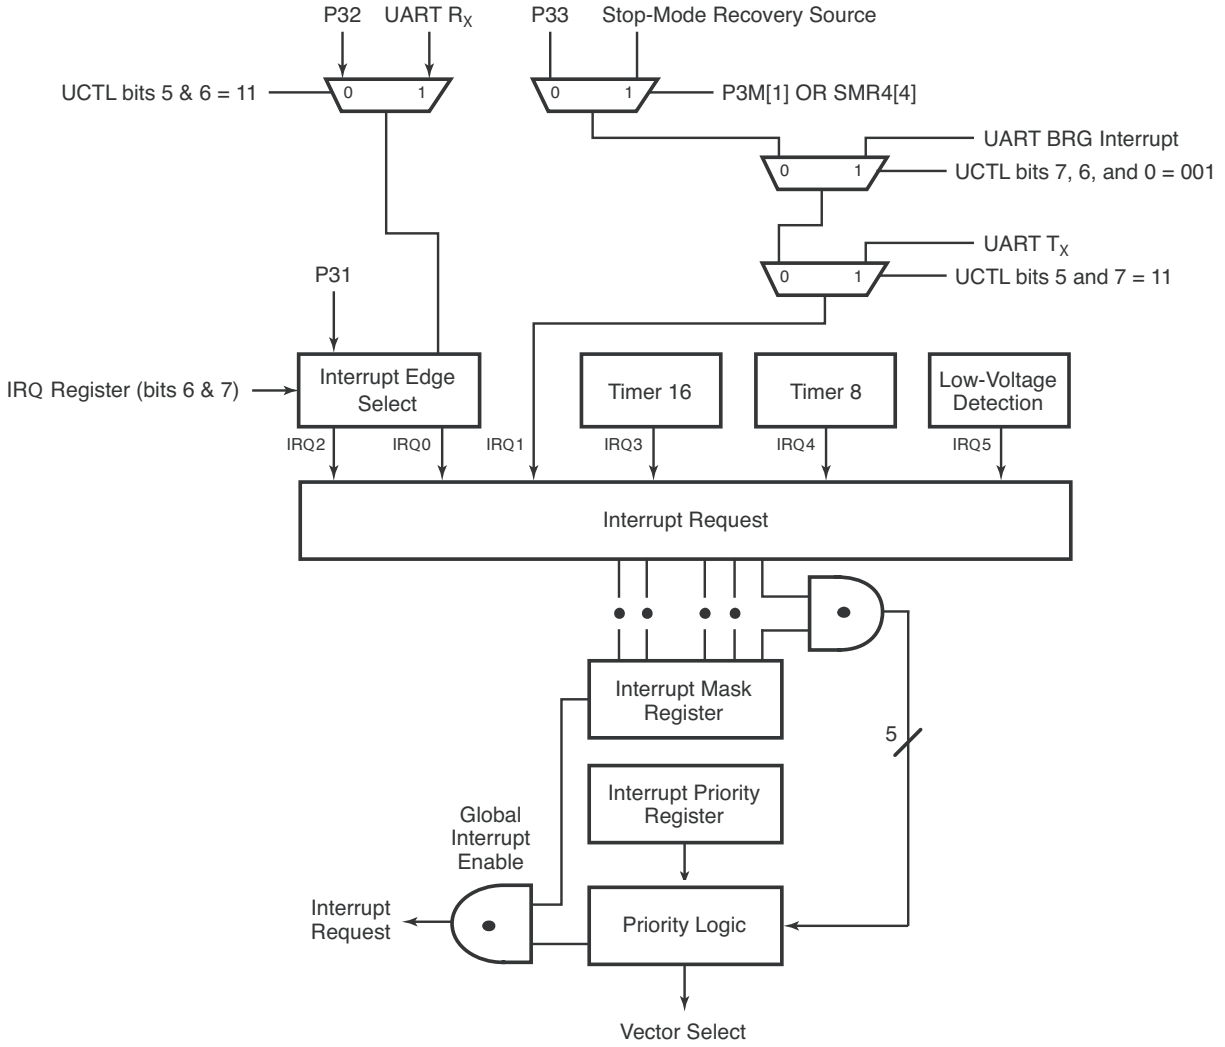 P32 UART RX P33 Stop-Mode Recovery Source
UCTL bits 5 & 6 = 11 0 1 0 1 P3M[1] OR SMR4[4]
UART BRG Interrupt
0 1 UCTL bits 7, 6, and 0 = 001
UART TX
P31 0 1 UCTL bits 5 and 7 = 11
IRQ Register (bits 6 & 7)
Interrupt Edge
Select
Timer 16
Timer 8
Low-Voltage
Detection
IRQ2 IRQ0 IRQ1 IRQ3 IRQ4 IRQ5
Interrupt Request
Interrupt Mask
Register
5
Interrupt Priority
Register
Global
Interrupt
Enable
Interrupt
Request
Priority Logic
Vector Select